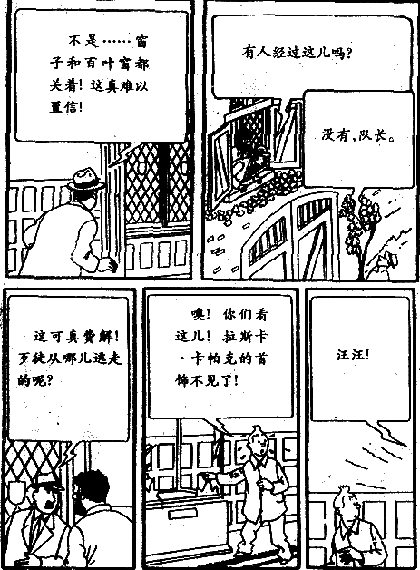 不是……窗
子和百叶窗都
关着！这真难以
置信！
有人经过这儿吗？
没有，队长。
这可真费解！
歹徒从哪儿逃走
的呢？
噢！你们看
这儿！拉斯卡
·卡帕克的首
饰不见了！
汪汪！